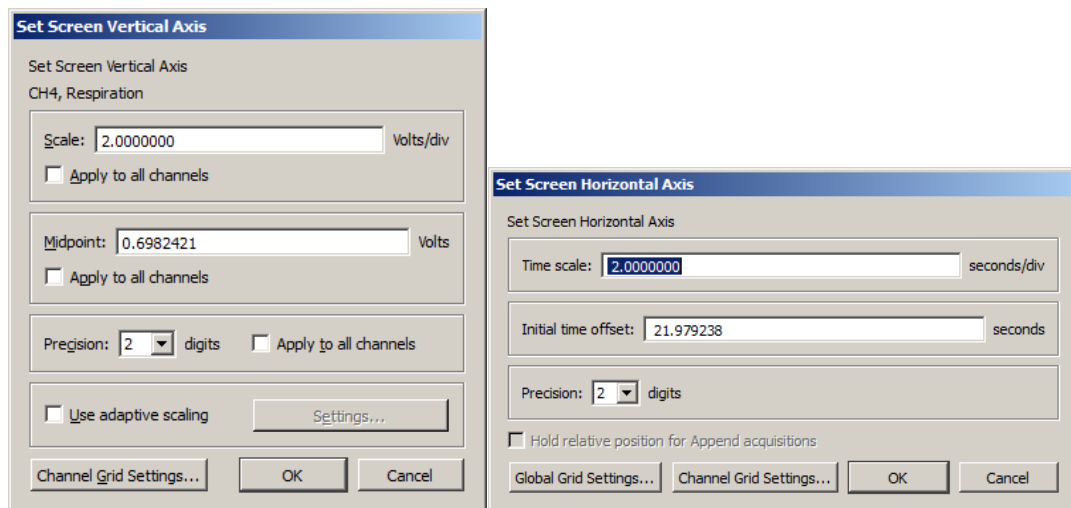 Set Screen Vertical Axis
Set Screen Vertical Axis
CH4, Respiration
Scale: 2.0000000 Volts/div
Apply to all channels
Midpoint: 0.6982421 Volts
Apply to all channels
Precision: 2 digits Apply to all channels
Use adaptive scaling Settings...
Channel Grid Settings... OK Cancel
Set Screen Horizontal Axis
Set Screen Horizontal Axis
Time scale: 2.0000000 seconds/div
Initial time offset: 21.979238 seconds
Precision: 2 digits
Hold relative position for Append acquisitions
Global Grid Settings... Channel Grid Settings... OK Cancel